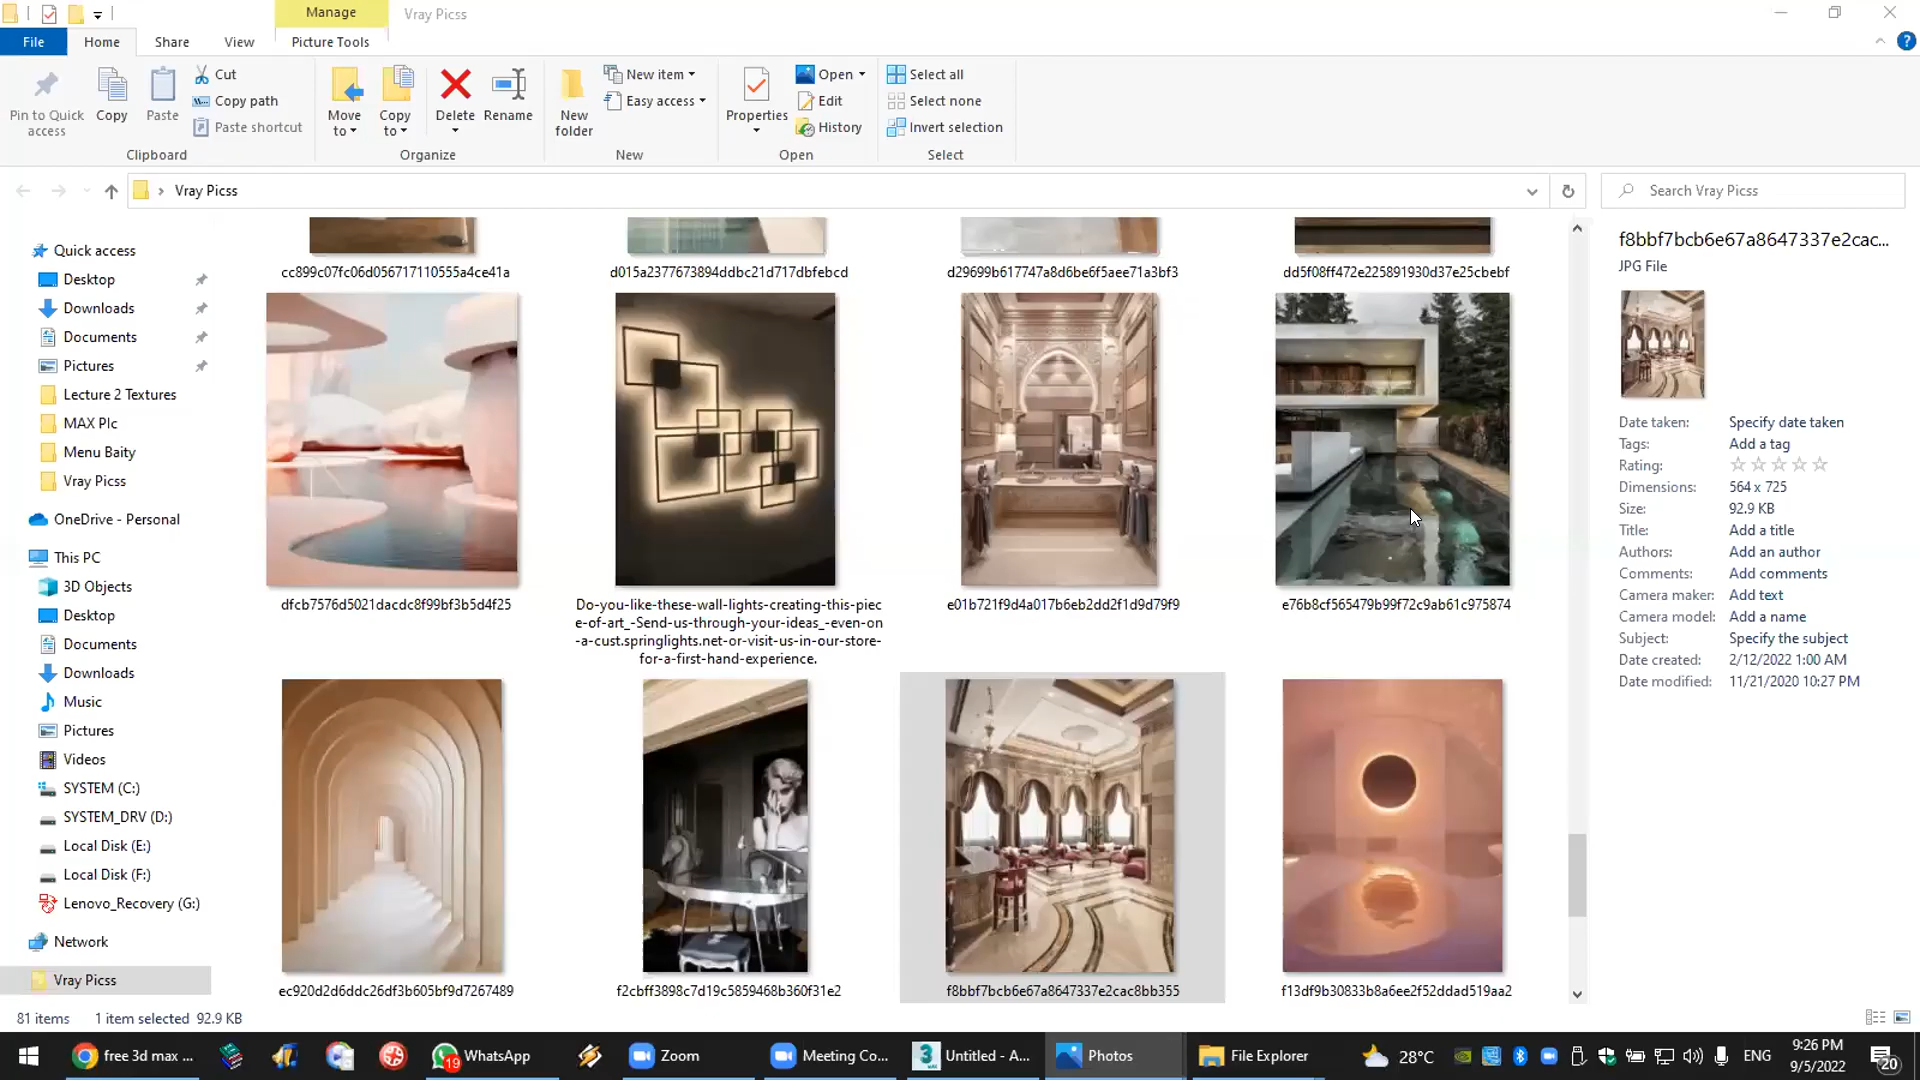 Manage
Vray Picss
File
Home
Share
View
Picture Tools
Pin to Quick access
Copy
Paste
Cut
Copy path
Paste shortcut
Clipboard
Move to
Copy to
Delete
Rename
Organize
New folder
New item
Easy access
New
Properties
Open
Edit
History
Open
Select all
Select none
Invert selection
Select
Vray Picss
Search Vray Picss
Quick access
Desktop
Downloads
Documents
Pictures
Lecture 2 Textures
MAX PIc
Menu Baity
Vray Picss
OneDrive - Personal
This PC
3D Objects
Desktop
Documents
Downloads
Music
Pictures
Videos
SYSTEM (C:)
SYSTEM_DRV (D:)
Local Disk (E:)
Local Disk (F:)
Lenovo_Recovery (G:)
Network
Vray Picss
cc899c07fc06d056717110555a4ce41a
d015a2377673894ddbc21d717dbfebcd
d29699b617747a8d6be6f5aee71a3bf3
dd5f08ff472e225891930d37e25cbebf
dfcb7576d5021dacdc8f99bf3b5d4f25
Do-you-like-these-wall-lights-creating-this-piec
e-of-art_-Send-us-through-your-ideas_-even-on
-a-cust.springlights.net-or-visit-us-in-our-store-
for-a-first-hand-experience.
e01b721f9d4a017b6eb2dd2f1d9d79f9
e76b8cf565479b99f72c9ab61c975874
ec920d2d6ddc26df3b605bf9d7267489
f2cbff3898c7d19c5859468b360f31e2
f8bbf7bcb6e67a8647337e2cac8bb355
f13df9b30833b8a6ee2f52ddad519aa2
f8bbf7bcb6e67a8647337e2cac...
JPG File
Date taken: Specify date taken
Tags: Add a tag
Rating:
Dimensions: 564 x 725
Size: 92.9 KB
Title: Add a title
Authors: Add an author
Comments: Add comments
Camera maker: Add text
Camera model: Add a name
Subject: Specify the subject
Date created: 2/12/2022 1:00 AM
Date modified: 11/21/2020 10:27 PM
81 items 1 item selected 92.9 KB
free 3d max ...
19
WhatsApp
Zoom
Meeting Co...
3
Untitled - A...
Photos
File Explorer
28°C
ENG
9:26 PM
9/5/2022
20